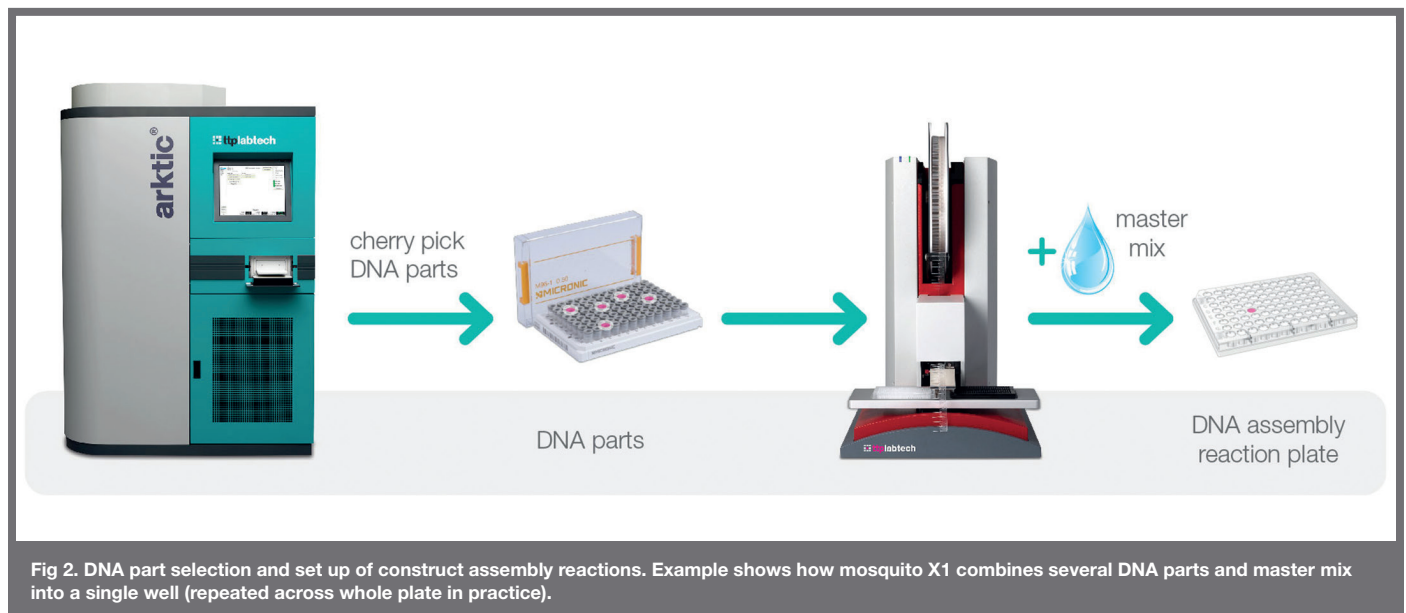 arktic®
ttplabtech
cherry pick
DNA parts
MICRONIC
DNA parts
ttplabtech
+
master
mix
DNA assembly
reaction plate
Fig 2. DNA part selection and set up of construct assembly reactions. Example shows how mosquito X1 combines several DNA parts and master mix
into a single well (repeated across whole plate in practice).